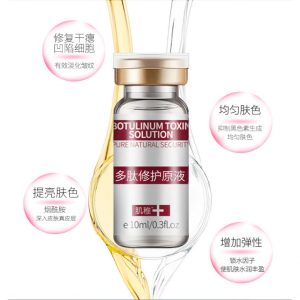 修复干瘪
凹陷细胞
有效淡化皱纹
均匀肤色
抑制黑色素生成
均匀肤色
BOTULINUM TOXIN
SOLUTION
PURE NATURAL SECURITY
多肽修护原液
肌雅
e 10ml/0.3fl.oz
提亮肤色
烟酰胺
深入皮肤真皮层
增加弹性
锁水因子
使肌肤水润丰盈